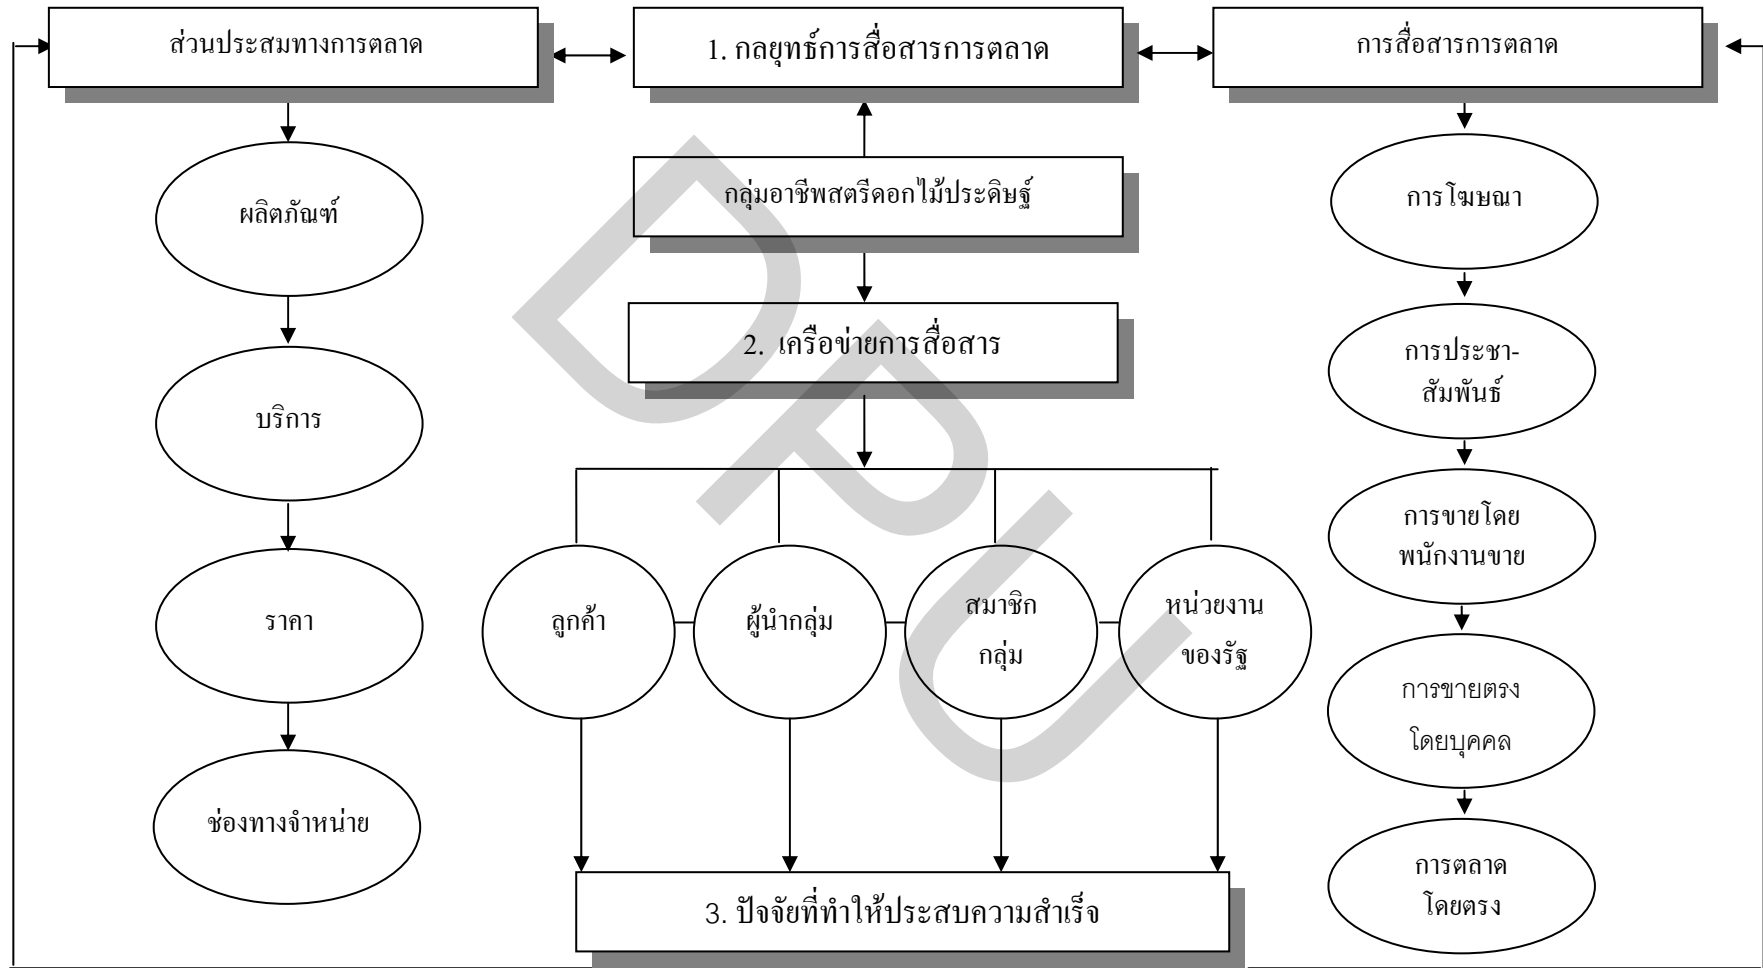 ส่วนประสมทางการตลาด
1. กลยุทธ์การสื่อสารการตลาด
การสื่อสารการตลาด
ผลิตภัณฑ์
กลุ่มอาชีพสตรีดอกไม้ประดิษฐ์
การโฆษณา
2. เครือข่ายการสื่อสาร
การประชา-
สัมพันธ์
บริการ
การขายโดย
พนักงานขาย
ราคา
ลูกค้า
ผู้นำกลุ่ม
สมาชิก
กลุ่ม
หน่วยงาน
ของรัฐ
การขายตรง
โดยบุคคล
ช่องทางจำหน่าย
การตลาด
โดยตรง
3. ปัจจัยที่ทำให้ประสบความสำเร็จ
DPU